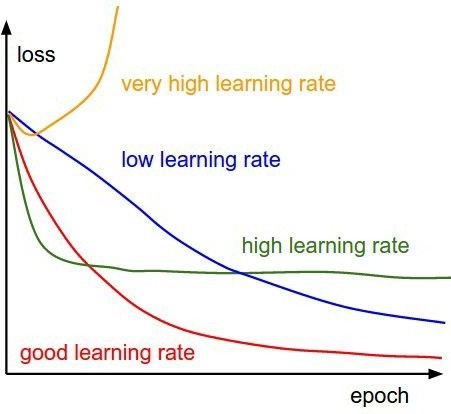 loss
very high learning rate
low learning rate
high learning rate
good learning rate
epoch